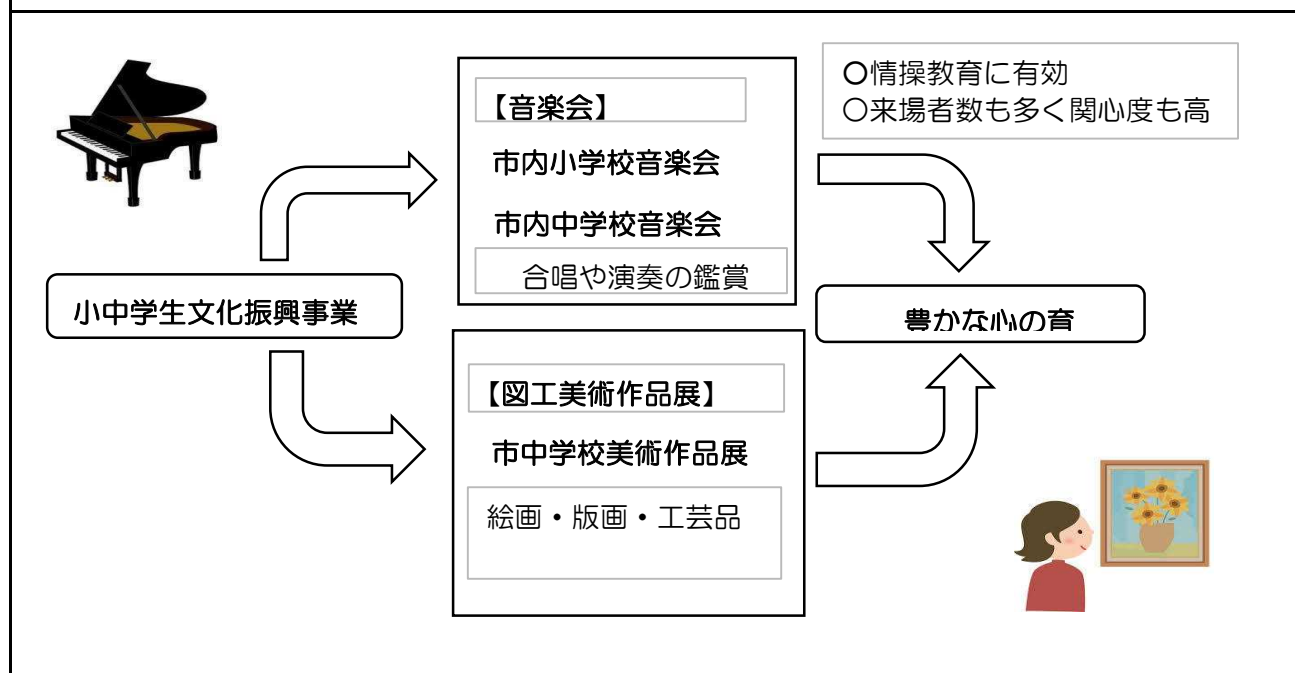 小中学生文化振興事業
【音楽会】
市内小学校音楽会
市内中学校音楽会
合唱や演奏の鑑賞
【図工美術作品展】
市中学校美術作品展
絵画・版画・工芸品
〇情操教育に有効
〇来場者数も多く関心度も高
豊かな心の育